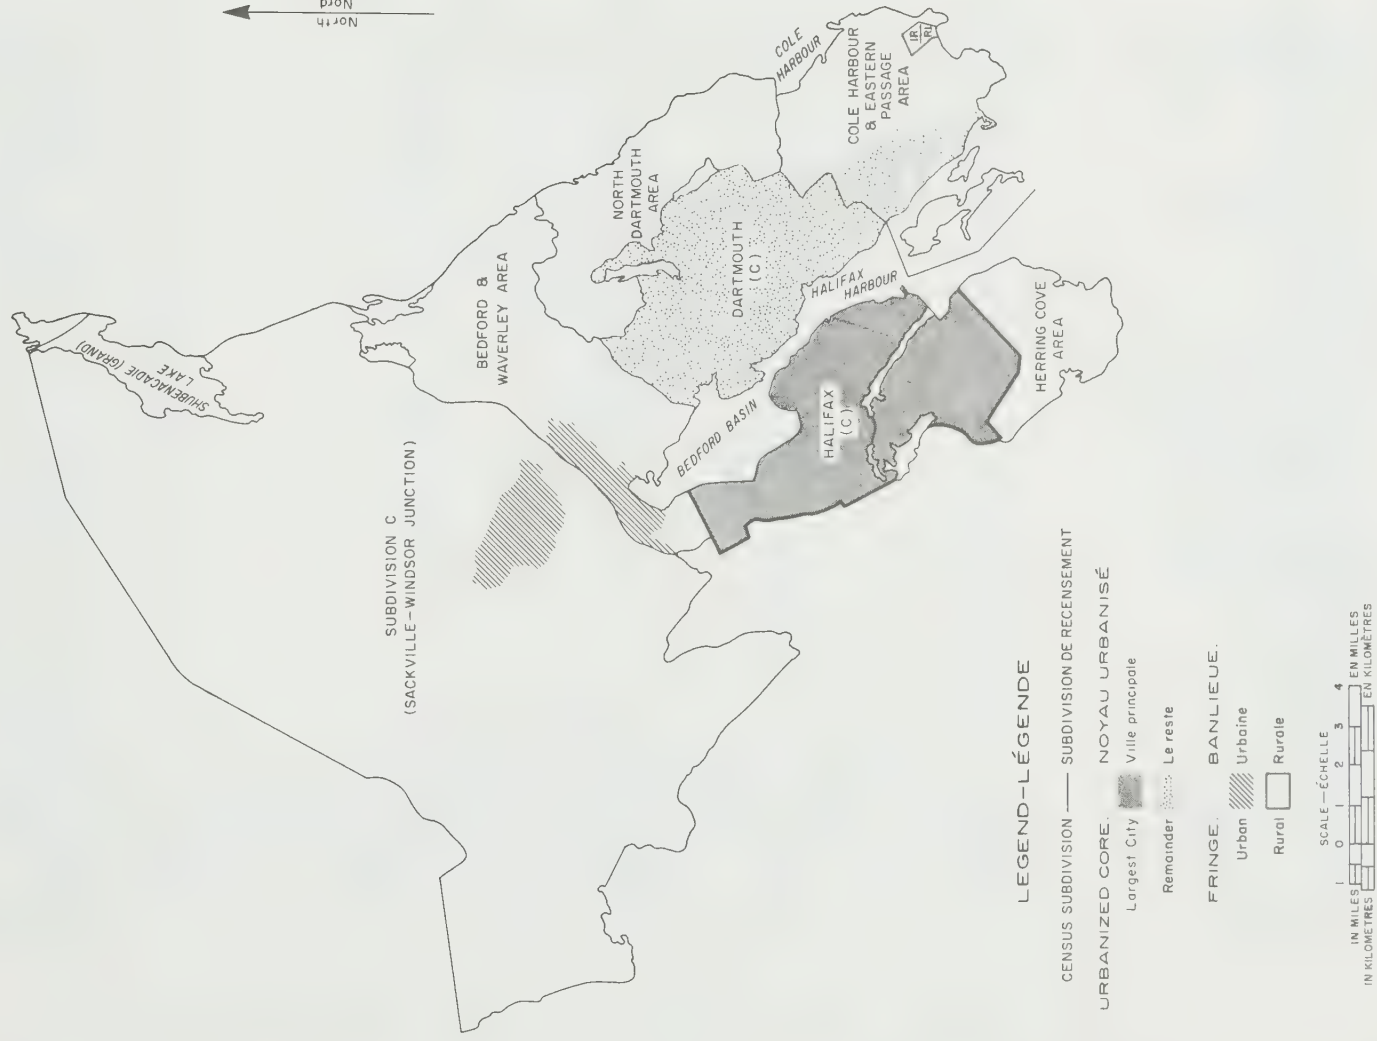 North
Nord
SHUBENACADIE (GRAND)
LAKE
SUBDIVISION C
(SACKVILLE-WINDSOR JUNCTION)
BEDFORD &
WAVERLEY AREA
NORTH
DARTMOUTH
AREA
COLE
HARBOUR
COLE HARBOUR
& EASTERN
PASSAGE
AREA
IR
RI
DARTMOUTH
(C)
HALIFAX
HARBOUR
BEDFORD BASIN
HALIFAX
(C)
HERRING COVE
AREA
LEGEND-LÉGENDE
CENSUS SUBDIVISION SUBDIVISION DE RECENSEMENT
URBANIZED CORE. NOYAU URBANISÉ
Largest City Ville principale
Remainder Le reste
FRINGE. BANLIEUE.
Urban Urbaine
Rural Rurale
SCALE-ÉCHELLE
1 0 1 2 3 4
IN MILES EN MILLES
IN KILOMETRES EN KILOMÈTRES